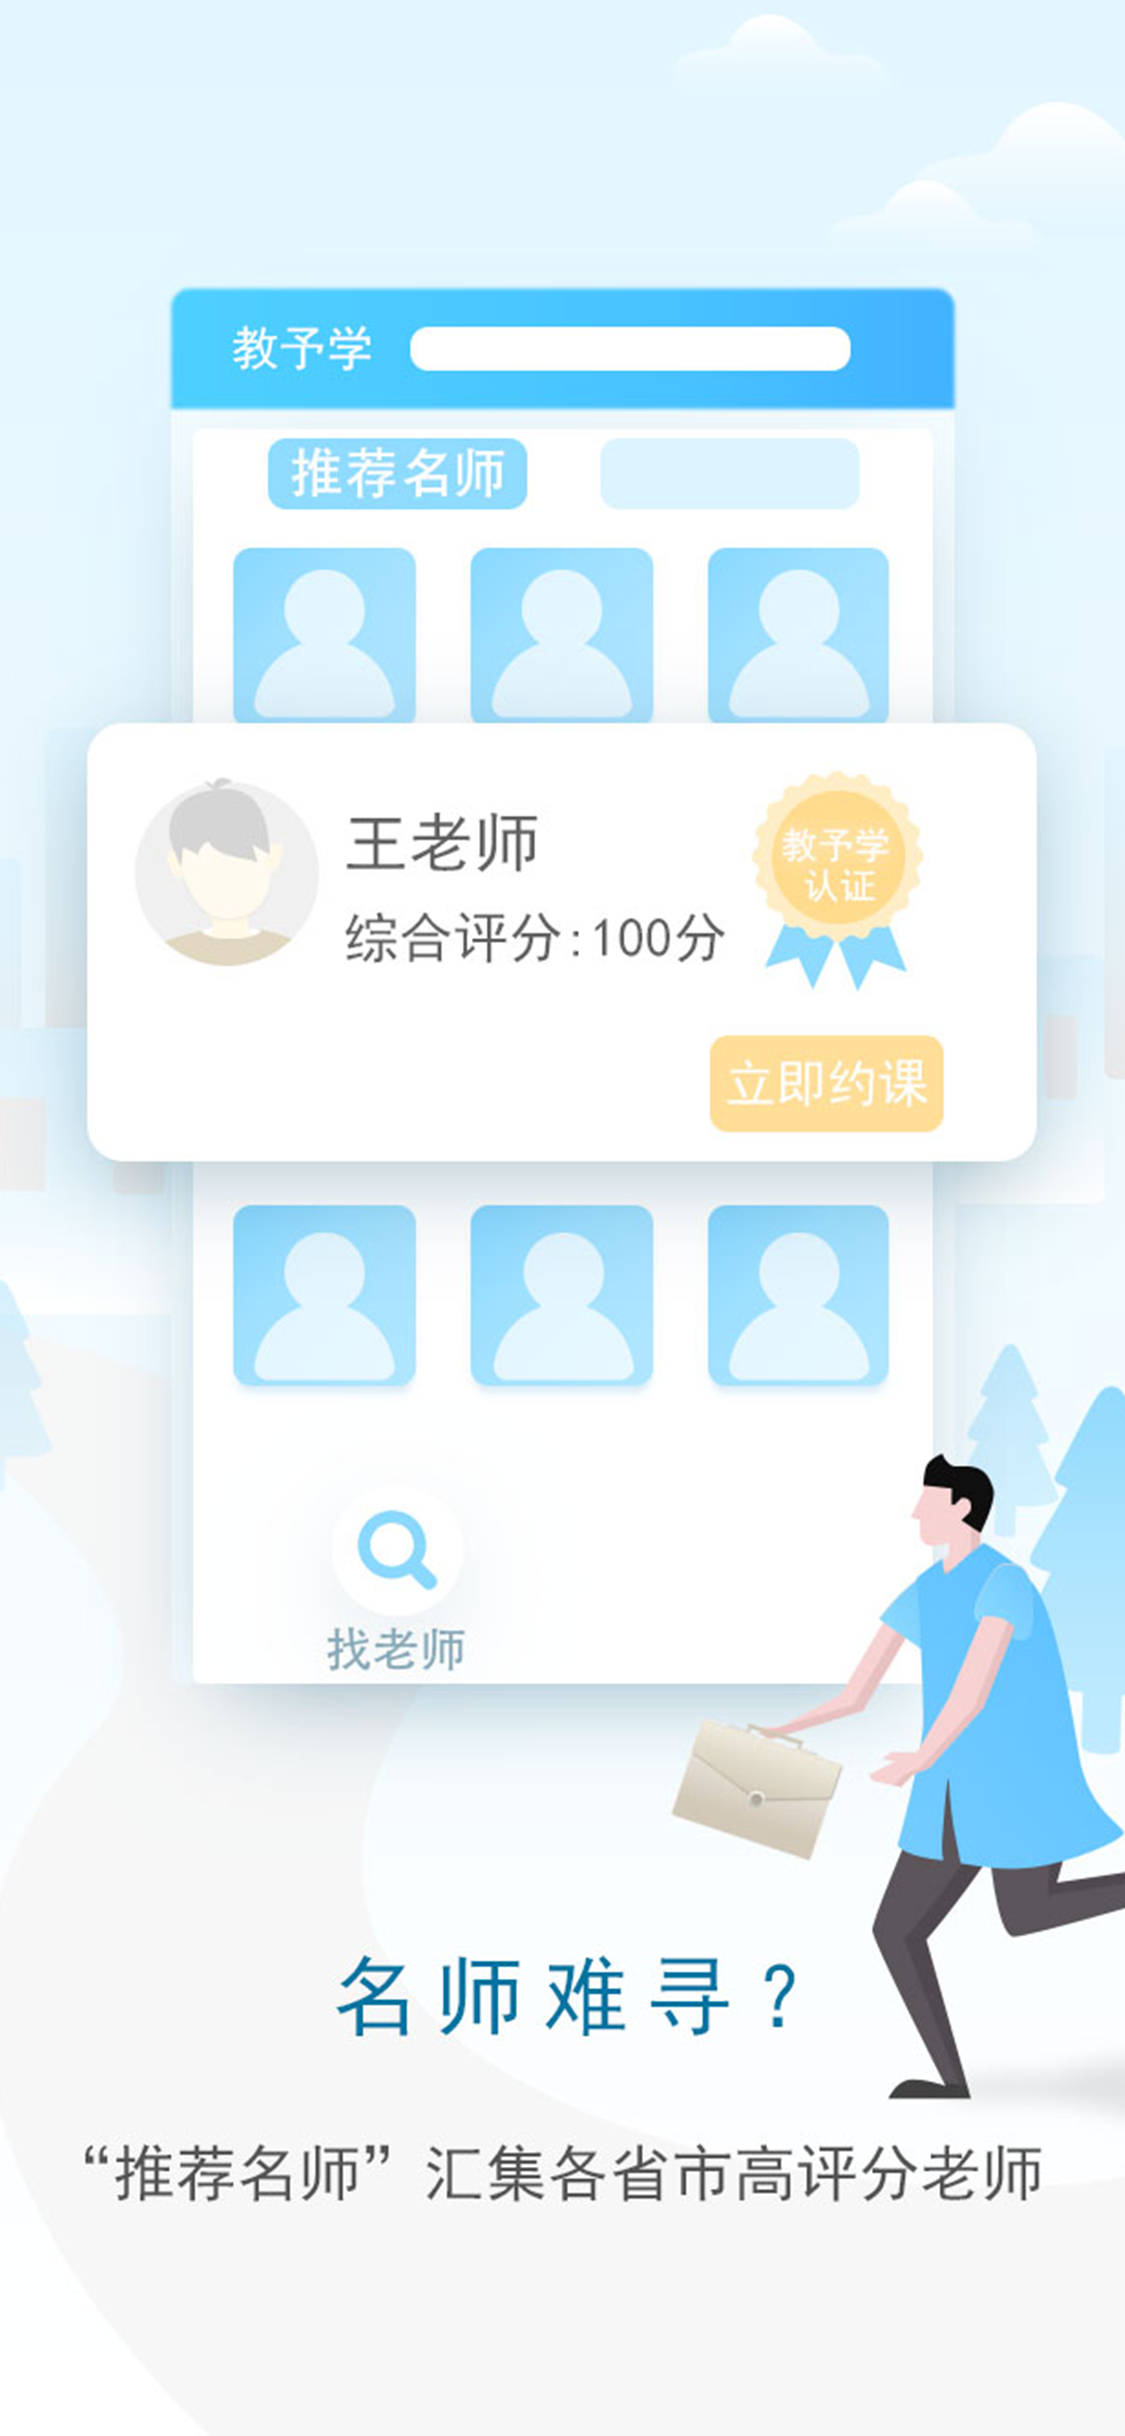 教予学
推荐名师
王老师
综合评分:100分
教予学
认证
立即约课
找老师
名师难寻？
“推荐名师”汇集各省市高评分老师